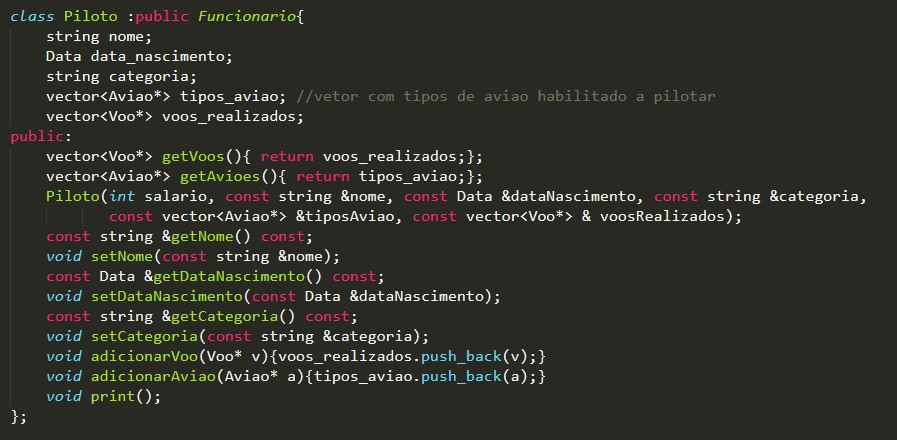 class Piloto :public Funcionario{
    string nome;
    Data data_nascimento;
    string categoria;
    vector<Aviao*> tipos_aviao; //vetor com tipos de aviao habilitado a pilotar
    vector<Voo*> voos_realizados;
public:
    vector<Voo*> getVoos(){ return voos_realizados;};
    vector<Aviao*> getAvioes(){ return tipos_aviao;};
    Piloto(int salario, const string &nome, const Data &dataNascimento, const string &categoria,
           const vector<Aviao*> &tiposAviao, const vector<Voo*> & voosRealizados);
    const string &getNome() const;
    void setNome(const string &nome);
    const Data &getDataNascimento() const;
    void setDataNascimento(const Data &dataNascimento);
    const string &getCategoria() const;
    void setCategoria(const string &categoria);
    void adicionarVoo(Voo* v){voos_realizados.push_back(v);}
    void adicionarAviao(Aviao* a){tipos_aviao.push_back(a);}
    void print();
};